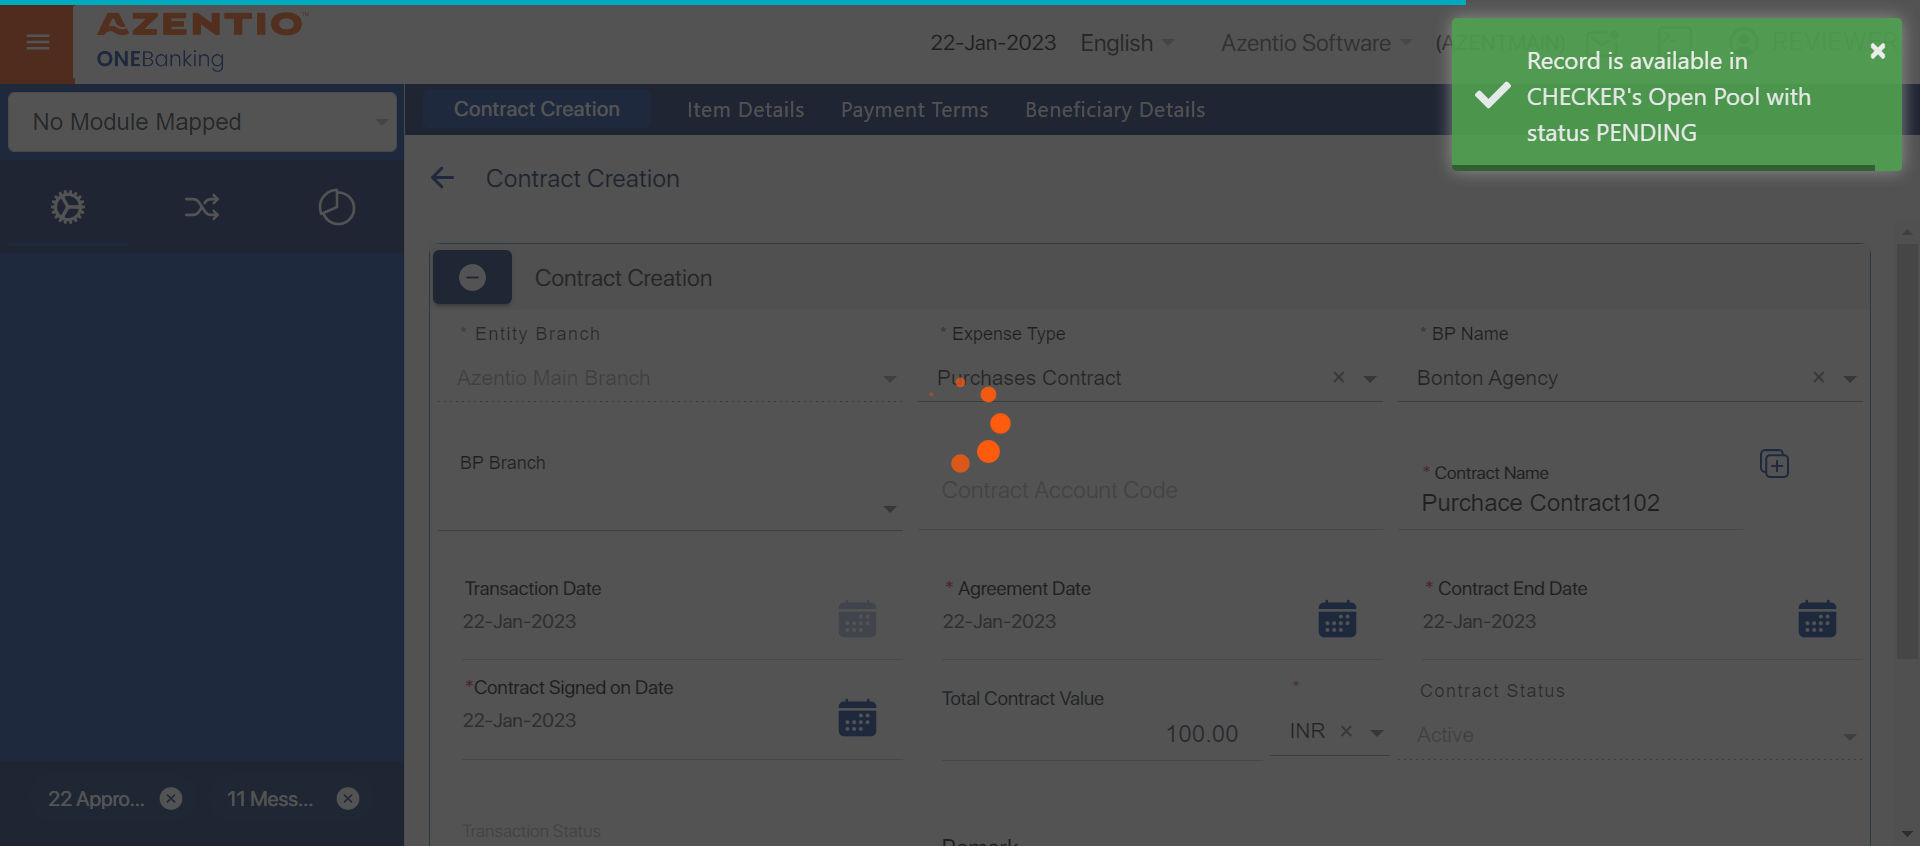 AZENTIO
ONEBanking
22-Jan-2023
English
Azentio Software
(AZENTMAIN)
REVIEWER
Record is available in
CHECKER's Open Pool with
status PENDING
No Module Mapped
Contract Creation
Item Details
Payment Terms
Beneficiary Details
Contract Creation
Contract Creation
* Entity Branch
* Expense Type
* BP Name
Azentio Main Branch
Purchases Contract
Bonton Agency
BP Branch
Contract Account Code
* Contract Name
Purchace Contract102
Transaction Date
* Agreement Date
* Contract End Date
22-Jan-2023
22-Jan-2023
22-Jan-2023
*Contract Signed on Date
Total Contract Value
*
Contract Status
22-Jan-2023
100.00
INR
Active
22 Appro...
11 Mess...
Transaction Status
Remark